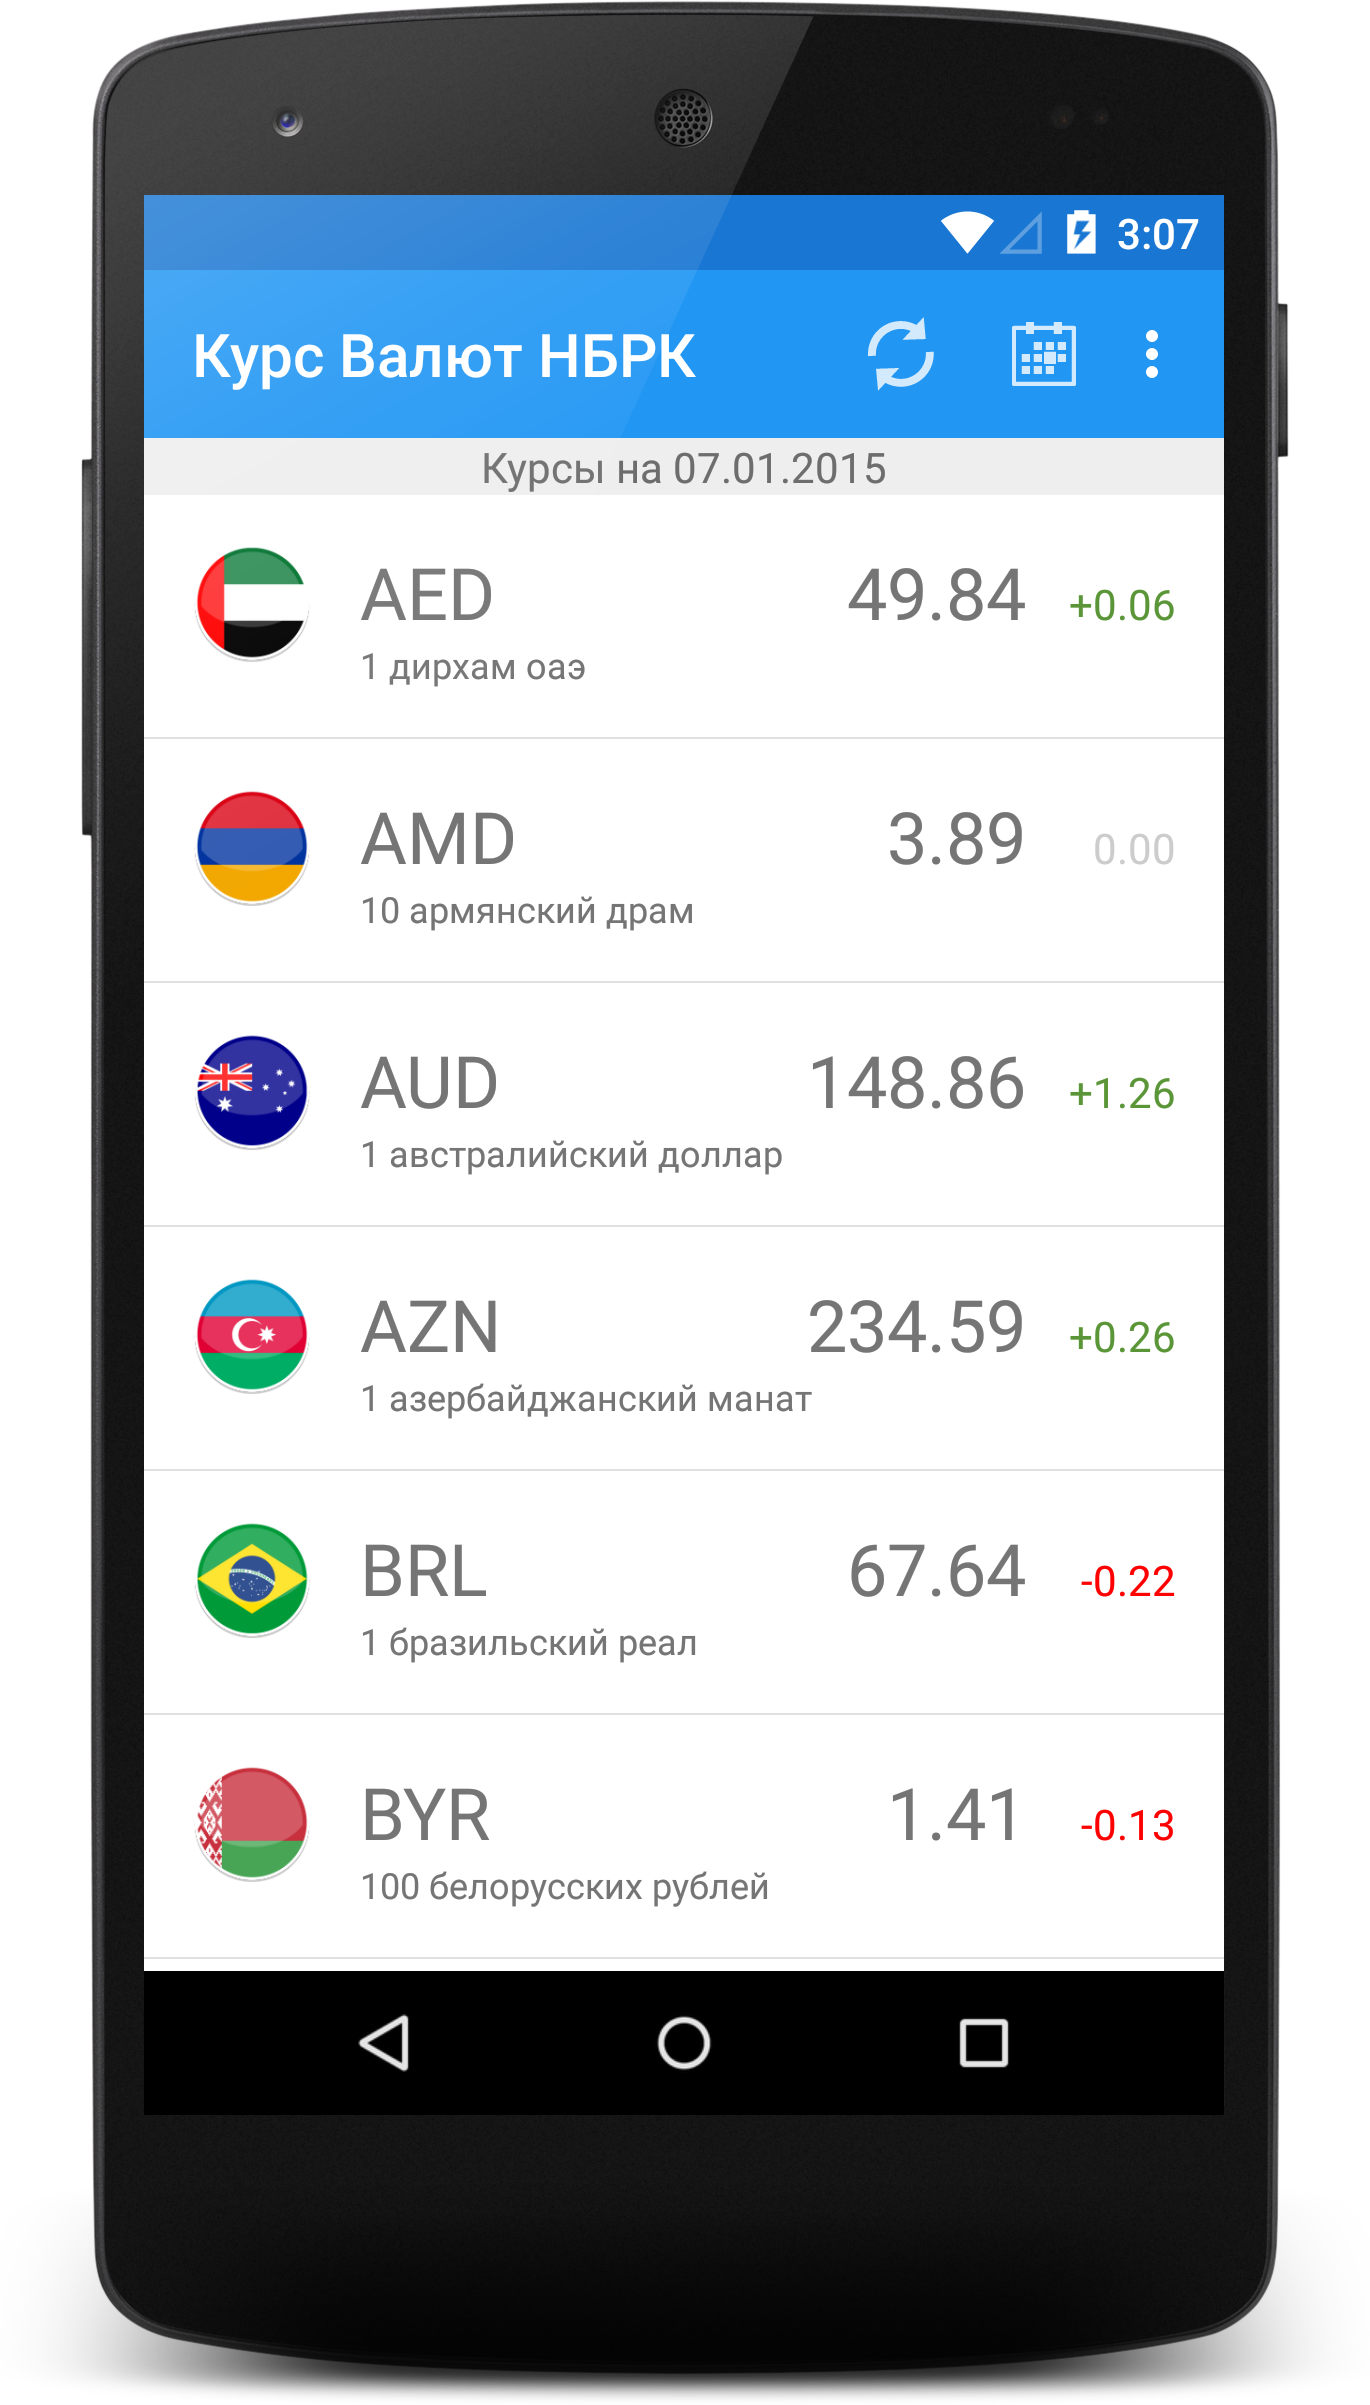 3:07
Курс Валют НБРК
Курсы на 07.01.2015
AED 49.84 +0.06
1 дирхам оаэ
AMD 3.89 0.00
10 армянский драм
AUD 148.86 +1.26
1 австралийский доллар
AZN 234.59 +0.26
1 азербайджанский манат
BRL 67.64 -0.22
1 бразильский реал
BYR 1.41 -0.13
100 белорусских рублей